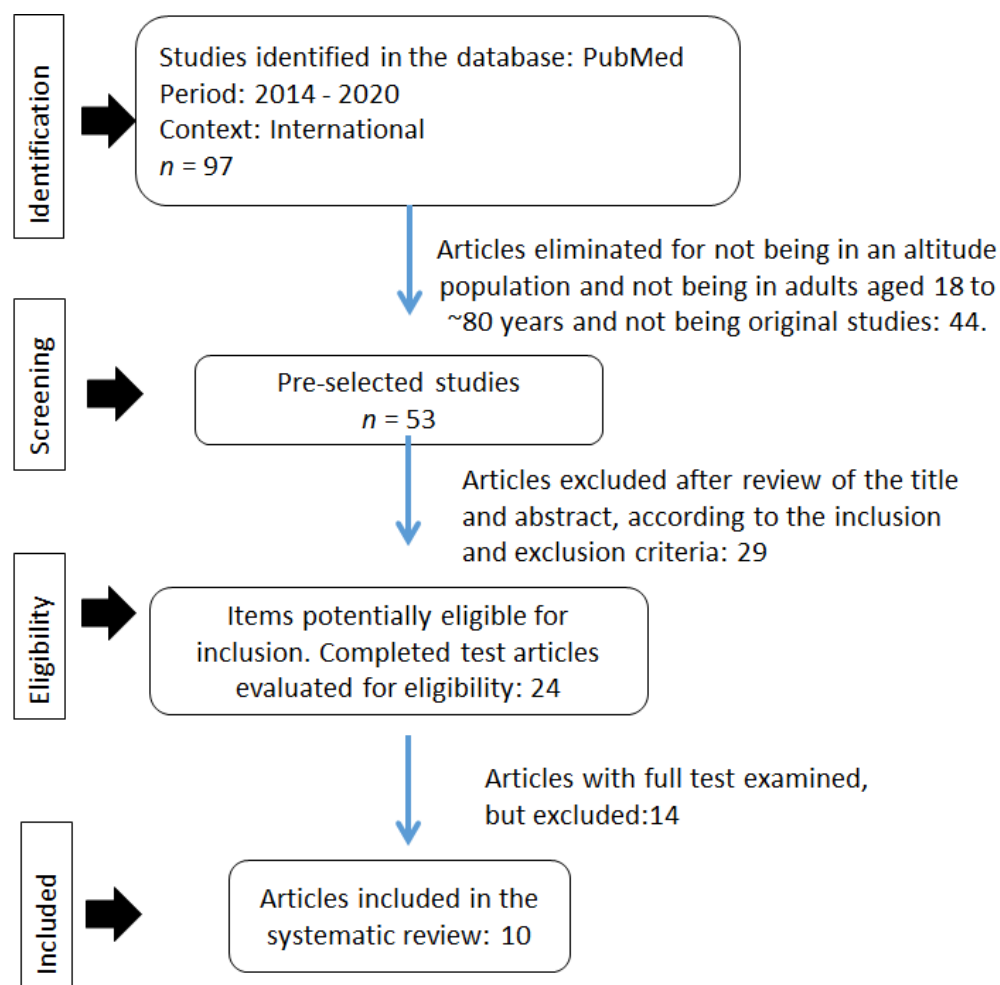 Identification
Studies identified in the database: PubMed
Period: 2014 - 2020
Context: International
n = 97
Articles eliminated for not being in an altitude
population and not being in adults aged 18 to
~80 years and not being original studies: 44.
Screening
Pre-selected studies
n = 53
Articles excluded after review of the title
and abstract, according to the inclusion
and exclusion criteria: 29
Eligibility
Items potentially eligible for
inclusion. Completed test articles
evaluated for eligibility: 24
Articles with full test examined,
but excluded:14
Included
Articles included in the
systematic review: 10